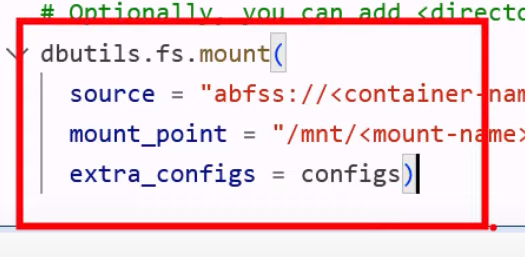 # Optionally, you can add <directo
dbutils.fs.mount(
source = "abfss://<container-nam
mount_point = "/mnt/<mount-name>
extra_configs = configs)